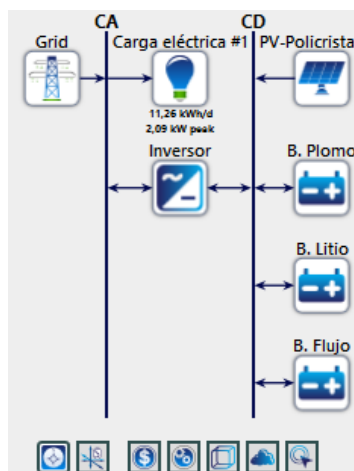 CA CD
Grid Carga eléctrica #1 PV-Policrista
11,26 kWh/d
2,09 kW peak
Inversor B. Plomo
B. Litio
B. Flujo